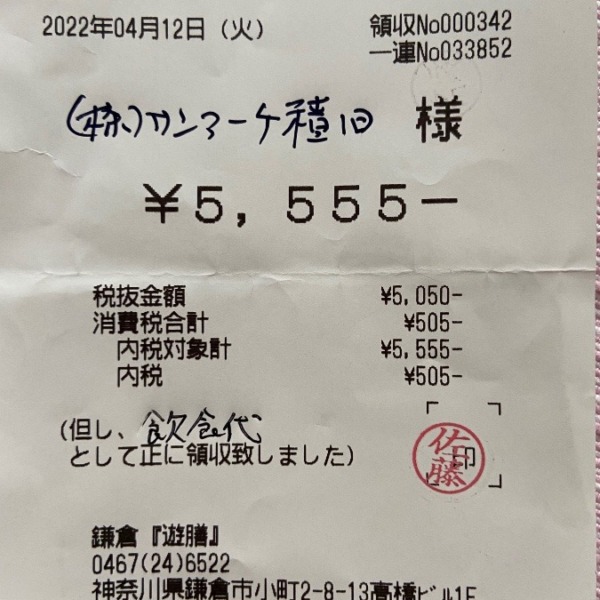 2022年04月12日（火）
領収No000342
一連No033852
(株)カンマーケ積旧 様
￥5,555－
税抜金額 ¥5,050-
消費税合計 ¥505-
内税対象計 ¥5,555-
内税 ¥505-
(但し、飲食代
として正に領収致しました)
印
佐藤
鎌倉『遊膳』
0467(24)6522
神奈川県鎌倉市小町2-8-13高橋ﾋﾞﾙ1F